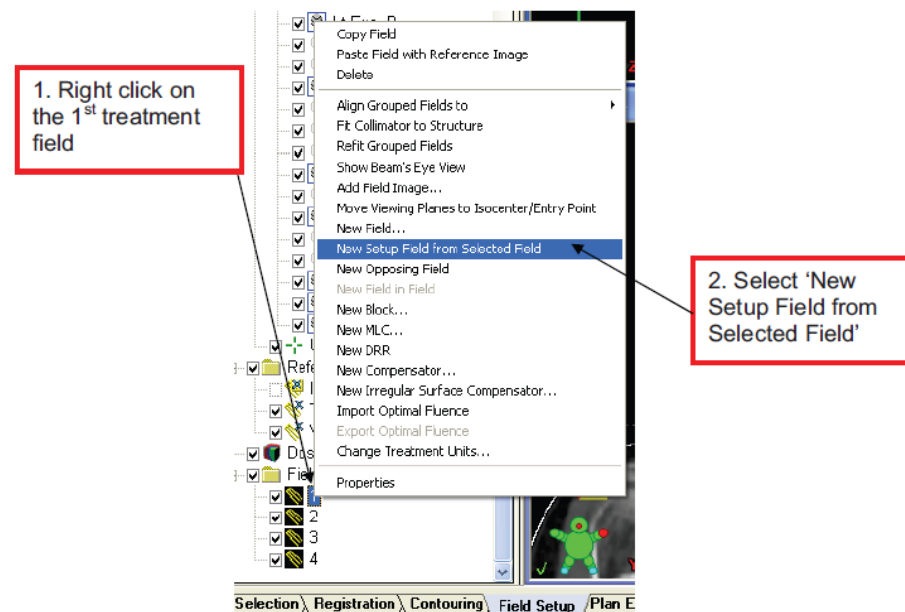 1. Right click on
the 1st treatment
field
Copy Field
Paste Field with Reference Image
Delete
Align Grouped Fields to
Fit Collimator to Structure
Refit Grouped Fields
Show Beam's Eye View
Add Field Image...
Move Viewing Planes to Isocenter/Entry Point
New Field...
New Setup Field from Selected Field
New Opposing Field
New Field in Field
New Block...
New MLC...
New DRR
New Compensator...
New Irregular Surface Compensator...
Import Optimal Fluence
Export Optimal Fluence
Change Treatment Units...
Properties
2. Select ‘New
Setup Field from
Selected Field’
2
3
4
Selection Registration Contouring Field Setup Plan E